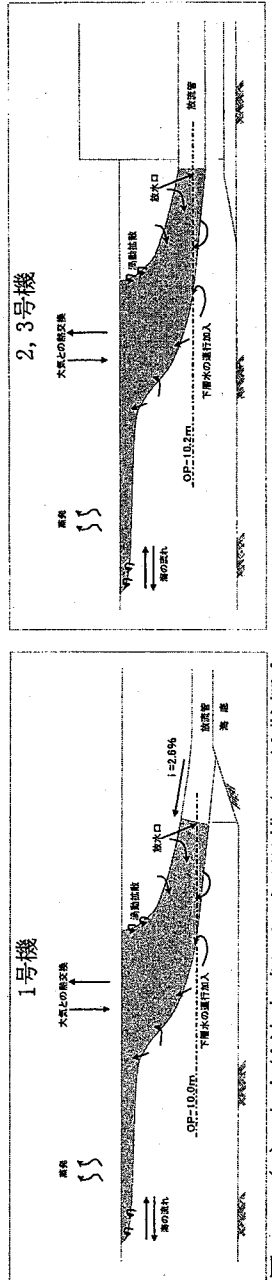 1号機
蒸発
大気との熱交換
渦動拡散
海の流れ
放水口
i=2.6%
放流管
海底
OP-10.0m
下層水の連行加入
2,3号機
蒸発
大気との熱交換
渦動拡散
海の流れ
放水口
放流管
OP-10.2m
下層水の連行加入